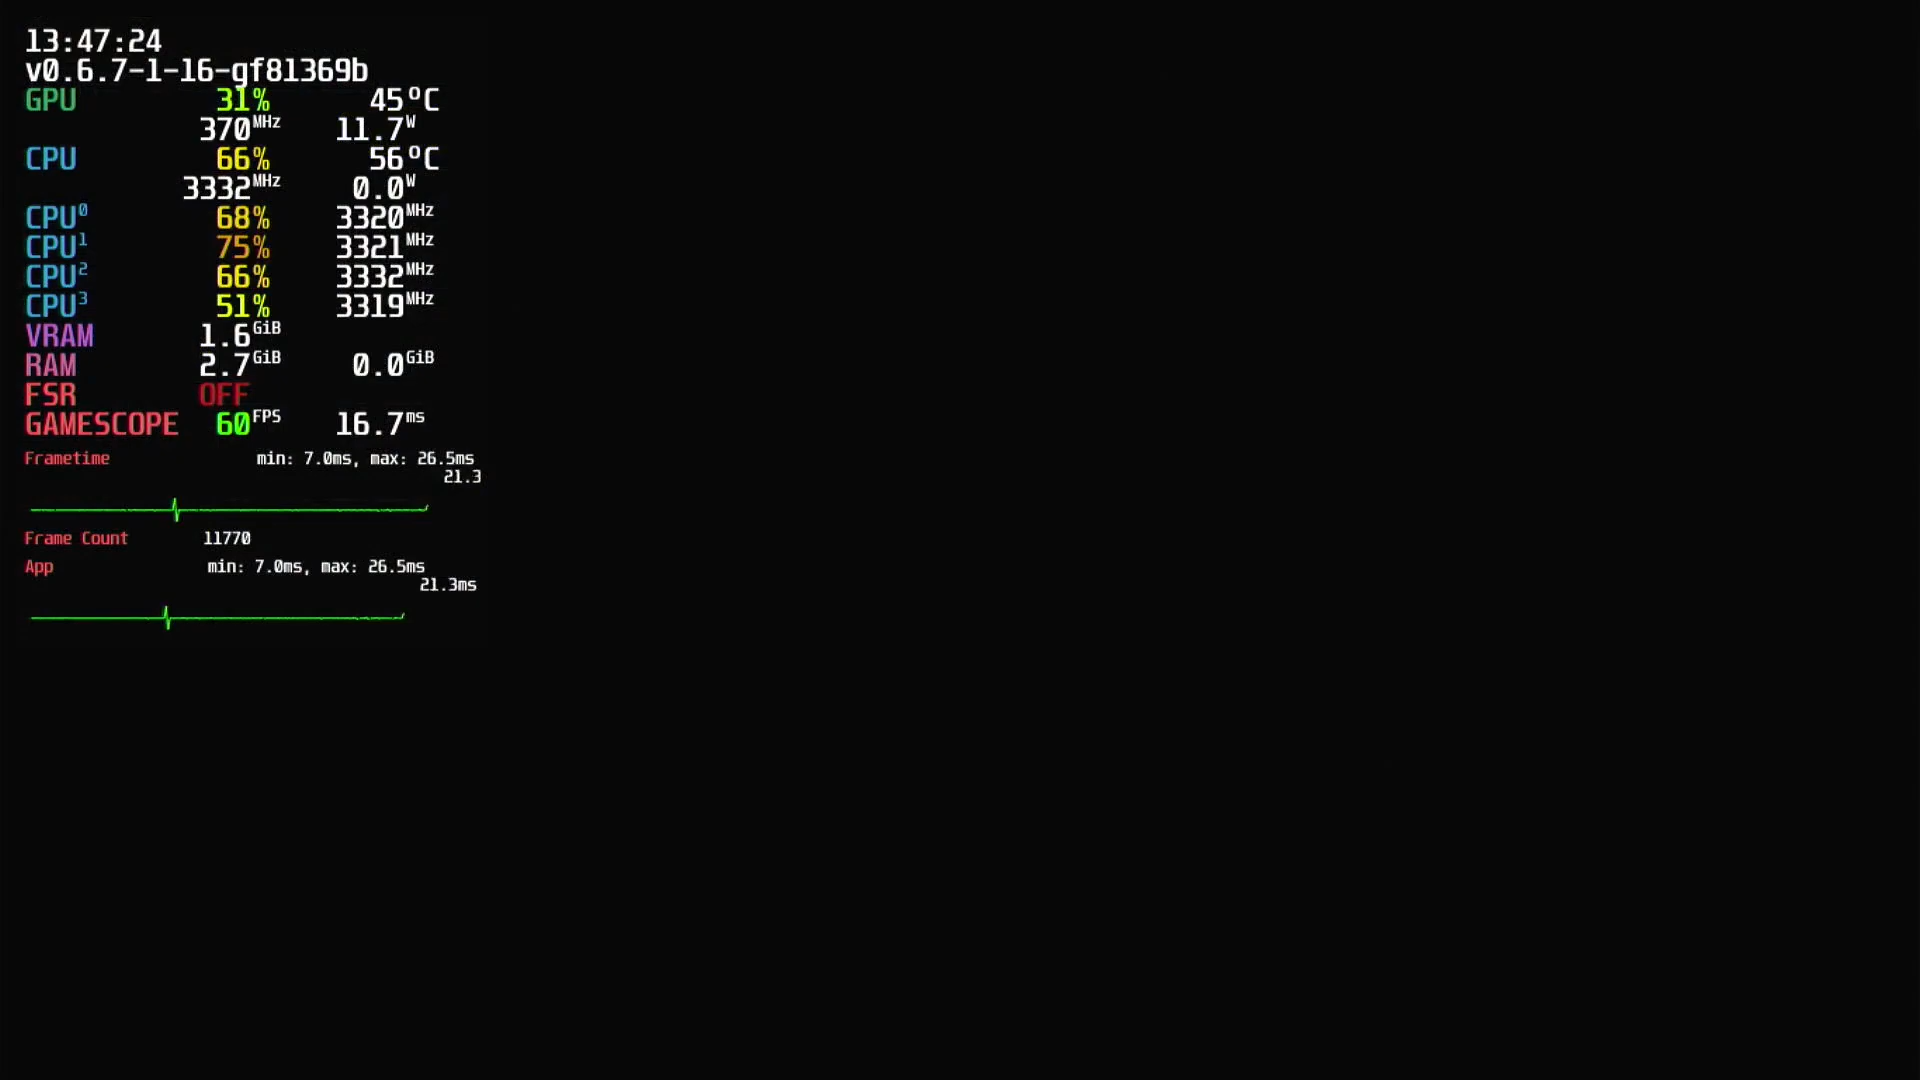 13:47:24
v0.6.7-1-16-gf81369b
GPU 31% 45°C
370MHz 11.7W
CPU 66% 56°C
3332MHz 0.0W
CPU0 68% 3320MHz
CPU1 75% 3321MHz
CPU2 66% 3332MHz
CPU3 51% 3319MHz
VRAM 1.6GiB
RAM 2.7GiB 0.0GiB
FSR OFF
GAMESCOPE 60FPS 16.7ms
Frametime min: 7.0ms, max: 26.5ms
21.3
Frame Count 11770
App min: 7.0ms, max: 26.5ms
21.3ms